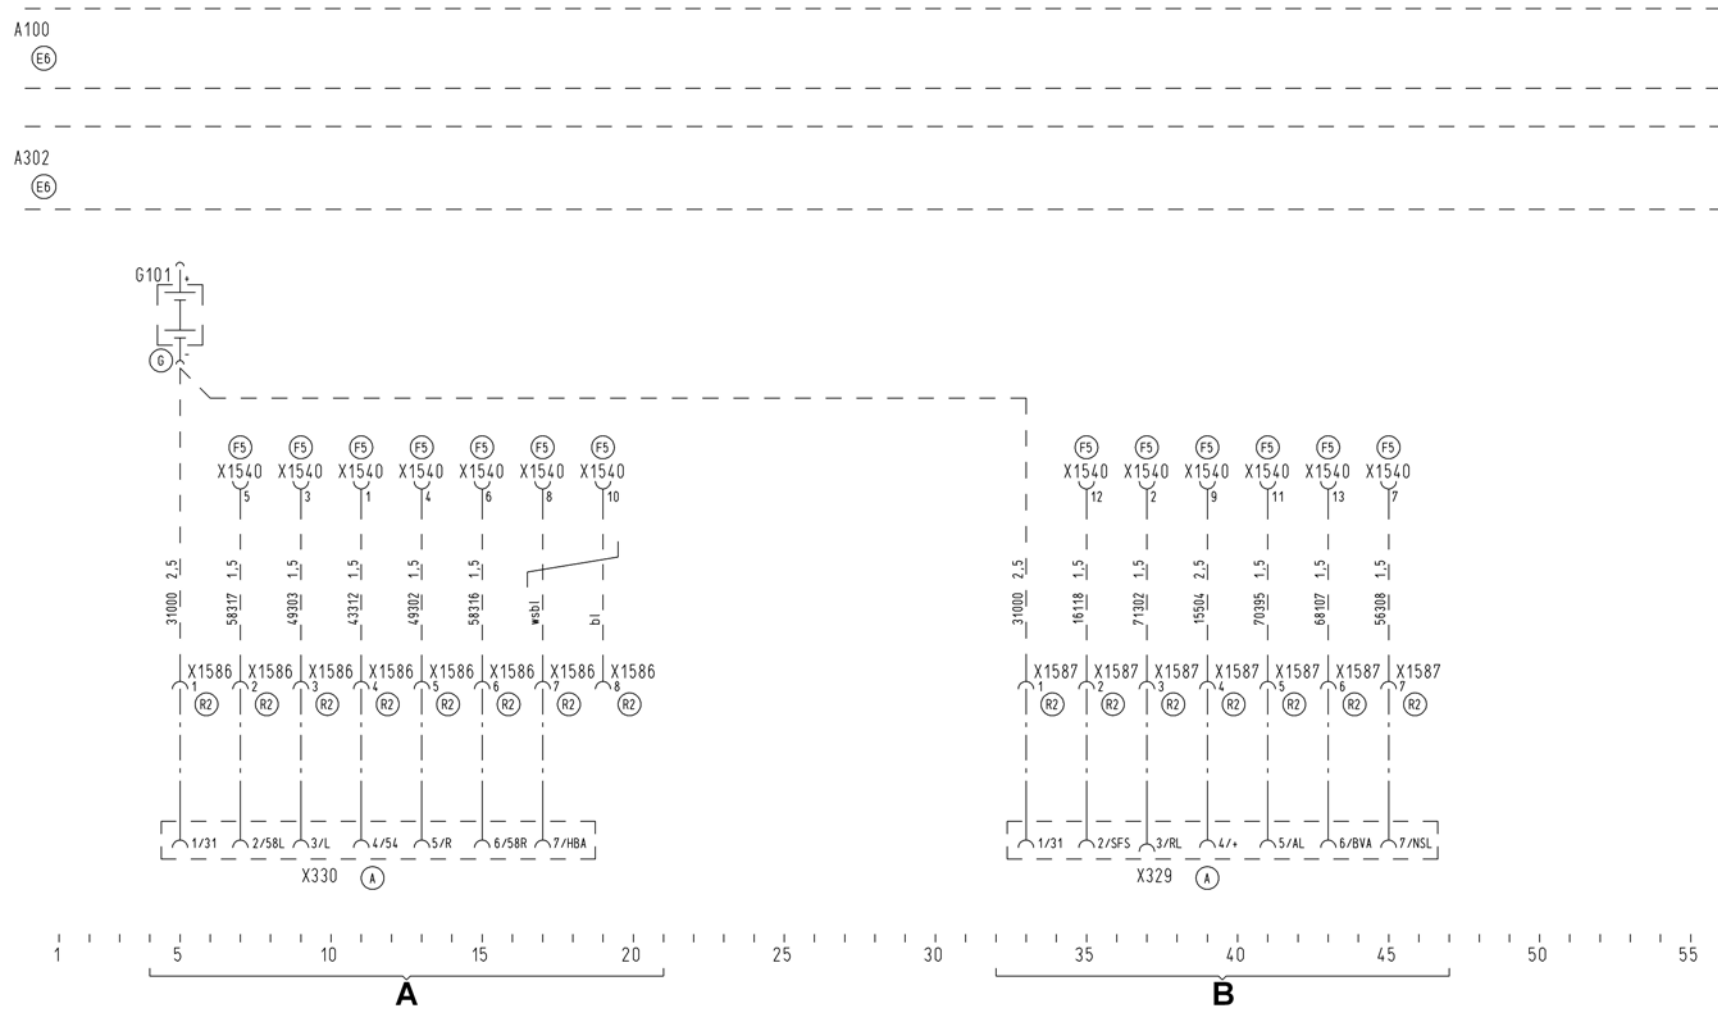 A100
E6
A302
E6
G101
+
G -
F5 F5 F5 F5 F5 F5 F5 F5 F5 F5 F5 F5 F5
X1540 X1540 X1540 X1540 X1540 X1540 X1540 X1540 X1540 X1540 X1540 X1540 X1540
5 3 1 4 6 8 10 12 2 9 11 13 7
31000 2,5
58317 1,5
49303 1,5
43312 1,5
49302 1,5
58316 1,5
wsbl
bl
31000 2,5
16118 1,5
71302 1,5
15504 2,5
70395 1,5
68107 1,5
56308 1,5
X1586 X1586 X1586 X1586 X1586 X1586 X1586 X1586 X1587 X1587 X1587 X1587 X1587 X1587 X1587
1 2 3 4 5 6 7 8 1 2 3 4 5 6 7
R2 R2 R2 R2 R2 R2 R2 R2 R2 R2 R2 R2 R2 R2 R2
1/31 2/58L 3/L 4/54 5/R 6/58R 7/HBA 1/31 2/SFS 3/RL 4/+ 5/AL 6/BVA 7/NSL
X330 A X329 A
1 5 10 15 20 25 30 35 40 45 50 55
A B